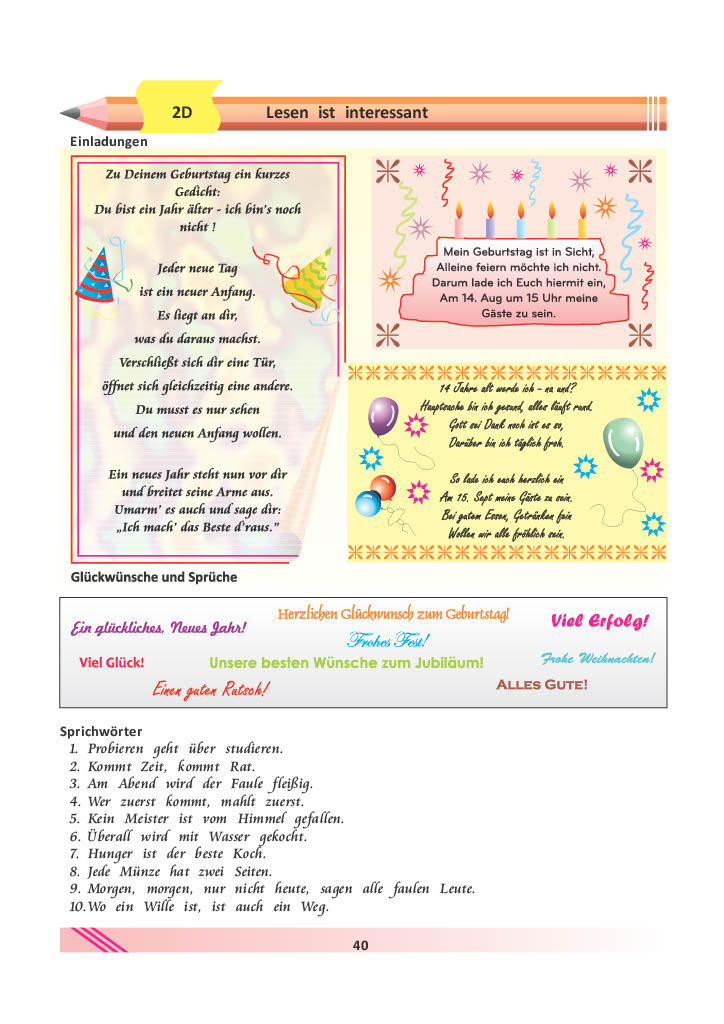 2D
Lesen ist interessant
Einladungen
Zu Deinem Geburtstag ein kurzes
Gedicht:
Du bist ein Jahr älter - ich bin's noch
nicht !
Jeder neue Tag
ist ein neuer Anfang.
Es liegt an dir,
was du daraus machst.
Verschließt sich dir eine Tür,
öffnet sich gleichzeitig eine andere.
Du musst es nur sehen
und den neuen Anfang wollen.
Ein neues Jahr steht nun vor dir
und breitet seine Arme aus.
Umarm' es auch und sage dir:
„Ich mach' das Beste d'raus.”
Mein Geburtstag ist in Sicht,
Alleine feiern möchte ich nicht.
Darum lade ich Euch hiermit ein,
Am 14. Aug um 15 Uhr meine
Gäste zu sein.
14 Jahre alt werde ich - na und?
Hauptsache bin ich gesund, alles läuft rund.
Gott sei Dank noch ist es so,
Darüber bin ich täglich froh.
So lade ich euch herzlich ein
Am 15. Sept meine Gäste zu sein.
Bei gutem Essen, Getränken fein
Wollen wir alle fröhlich sein.
Glückwünsche und Sprüche
Ein glückliches, Neues Jahr!
Herzlichen Glückwunsch zum Geburtstag!
Viel Erfolg!
Frohes Fest!
Viel Glück!
Unsere besten Wünsche zum Jubiläum!
Frohe Weihnachten!
Einen guten Rutsch!
ALLES GUTE!
Sprichwörter
1. Probieren geht über studieren.
2. Kommt Zeit, kommt Rat.
3. Am Abend wird der Faule fleißig.
4. Wer zuerst kommt, mahlt zuerst.
5. Kein Meister ist vom Himmel gefallen.
6. Überall wird mit Wasser gekocht.
7. Hunger ist der beste Koch.
8. Jede Münze hat zwei Seiten.
9. Morgen, morgen, nur nicht heute, sagen alle faulen Leute.
10.Wo ein Wille ist, ist auch ein Weg.
40